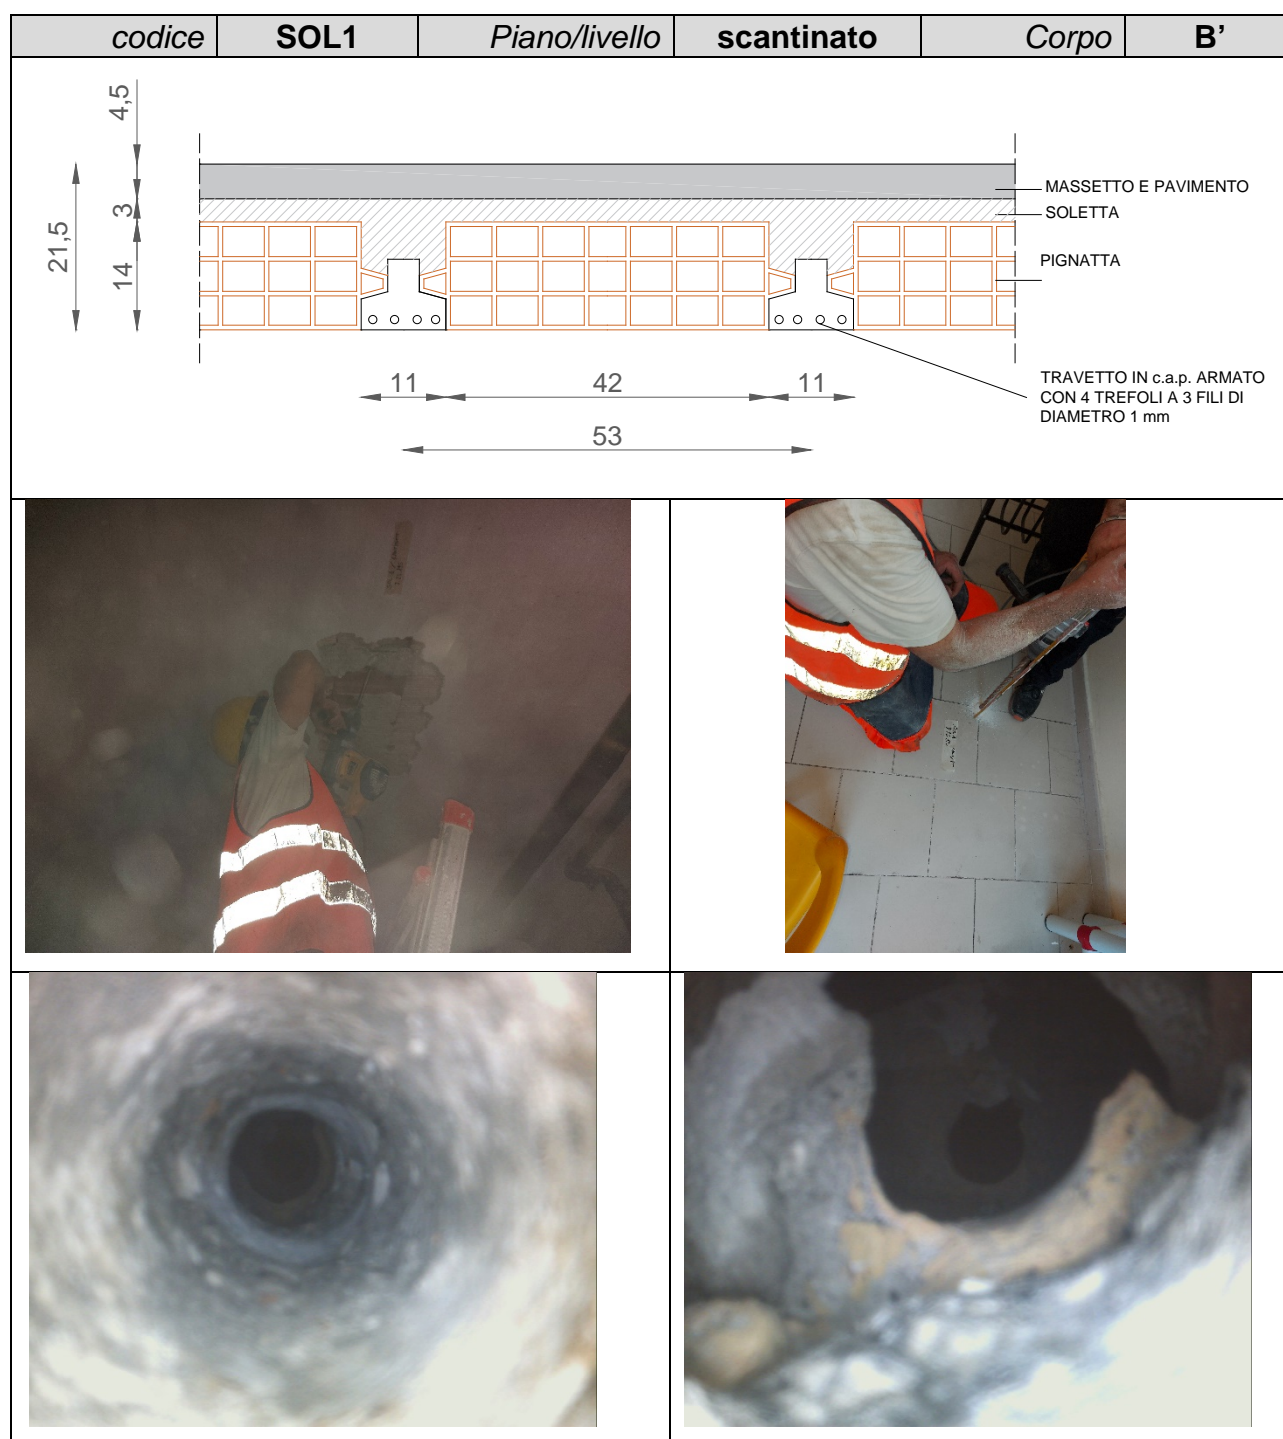 codice SOL1 Piano/livello scantinato Corpo B’
4,5
3
14
21,5
MASSETTO E PAVIMENTO
SOLETTA
PIGNATTA
11 42 11
53
TRAVETTO IN c.a.p. ARMATO
CON 4 TREFOLI A 3 FILI DI
DIAMETRO 1 mm